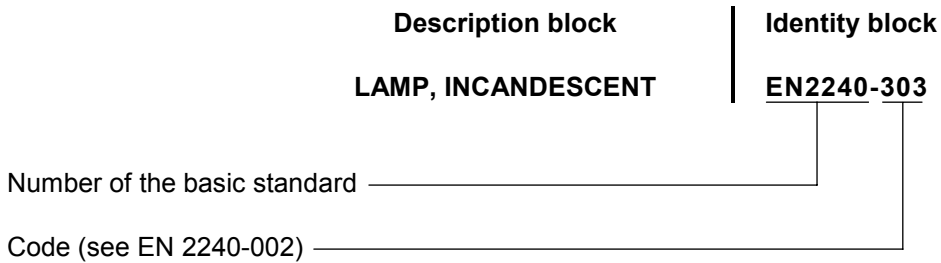 Description block Identity block
LAMP, INCANDESCENT EN2240-303
Number of the basic standard
Code (see EN 2240-002)